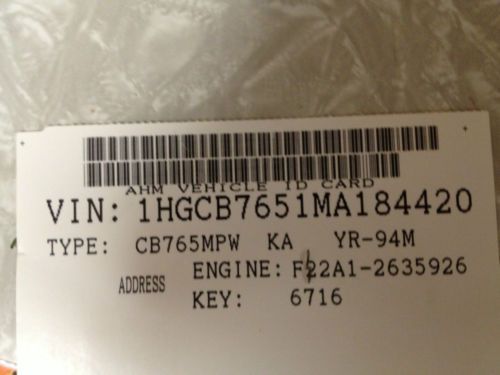 AHM VEHICLE ID CARD
VIN: 1HGCB7651MA184420
TYPE: CB765MPW KA YR-94M
ENGINE: F22A1-2635926
ADDRESS
KEY: 6716